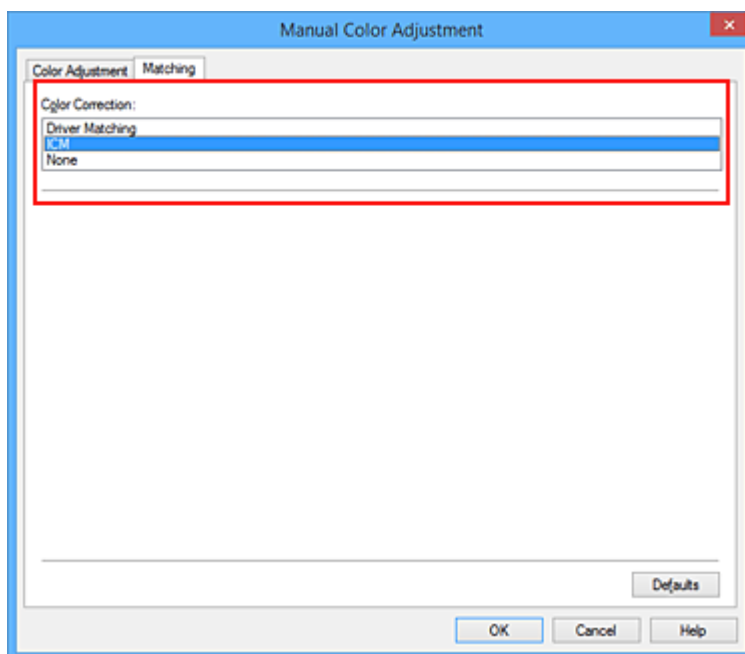 Manual Color Adjustment
Color Adjustment
Matching
Color Correction:
Driver Matching
ICM
None
Defaults
OK
Cancel
Help